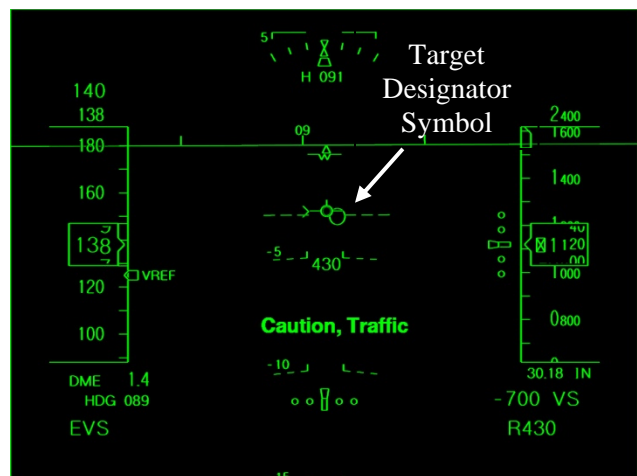 5
H 091
Target
Designator
Symbol
140
138
2400
1600
09
180
160
1400
138
1120
-5
430
VREF
120
1000
Caution, Traffic
100
0800
-10
DME 1.4
30.18 IN
HDG 089
-700 VS
EVS
R430